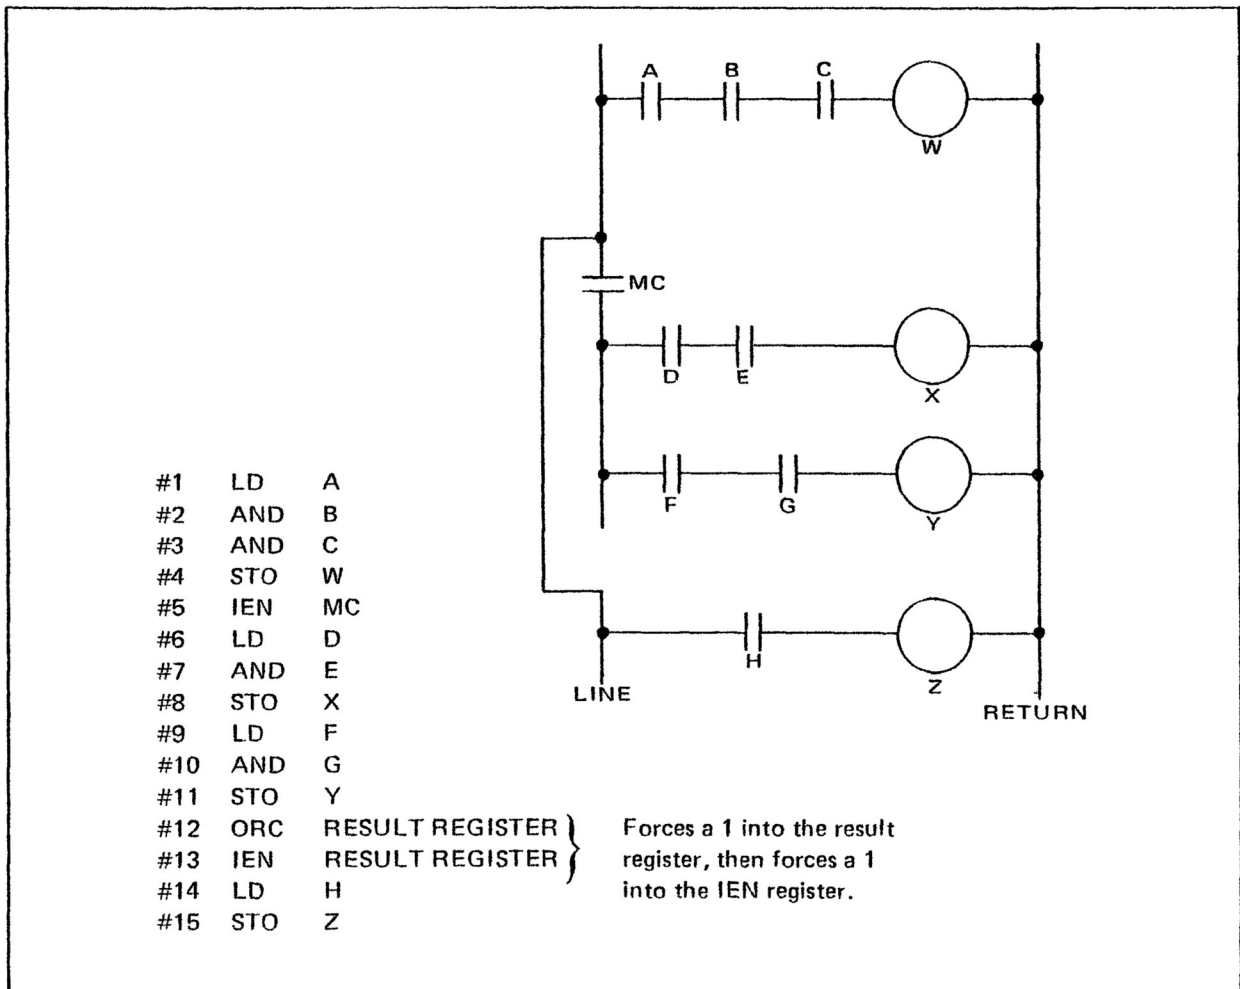 A B C
W
MC
D E
X
F G
Y
H
Z
LINE
RETURN
#1 LD A
#2 AND B
#3 AND C
#4 STO W
#5 IEN MC
#6 LD D
#7 AND E
#8 STO X
#9 LD F
#10 AND G
#11 STO Y
#12 ORC RESULT REGISTER
#13 IEN RESULT REGISTER
#14 LD H
#15 STO Z
Forces a 1 into the result
register, then forces a 1
into the IEN register.